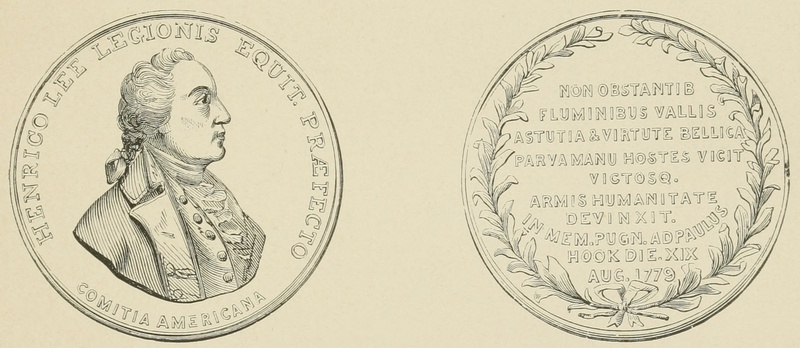 HENRICO LEE LEGIONIS EQUIT. PRÆFECTO
COMITIA AMERICANA
NON OBSTANTIB
FLUMINIBUS VALLIS
ASTUTIA & VIRTUTE BELLICA
PARVA MANU HOSTES VICIT
VICTOSQ.
ARMIS HUMANITATE
DEVINXIT.
IN MEM. PUGN. AD PAULUS
HOOK DIE. XIX
AUG. 1779